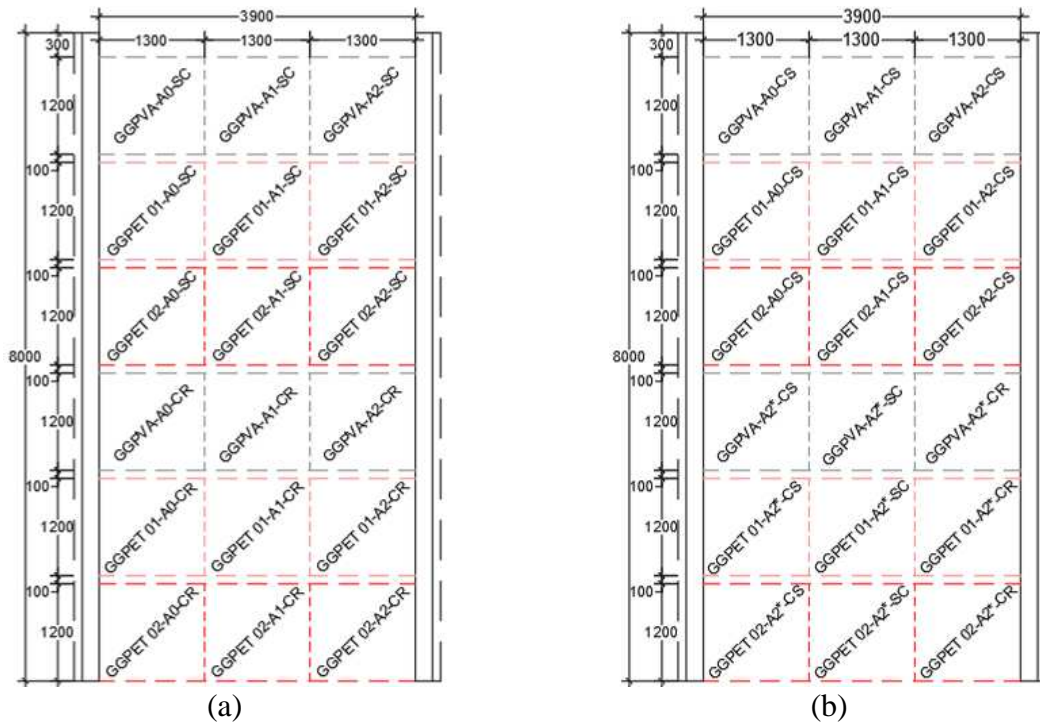 3900
1300 1300 1300
300
1200
100
1200
100
1200
8000
100
1200
100
1200
100
1200
GGPVA-A0-SC GGPVA-A1-SC GGPVA-A2-SC
GGPET 01-A0-SC GGPET 01-A1-SC GGPET 01-A2-SC
GGPET 02-A0-SC GGPET 02-A1-SC GGPET 02-A2-SC
GGPVA-A0-CR GGPVA-A1-CR GGPVA-A2-CR
GGPET 01-A0-CR GGPET 01-A1-CR GGPET 01-A2-CR
GGPET 02-A0-CR GGPET 02-A1-CR GGPET 02-A2-CR
(a)
3900
1300 1300 1300
300
1200
100
1200
100
1200
8000
100
1200
100
1200
100
1200
GGPVA-A0-CS GGPVA-A1-CS GGPVA-A2-CS
GGPET 01-A0-CS GGPET 01-A1-CS GGPET 01-A2-CS
GGPET 02-A0-CS GGPET 02-A1-CS GGPET 02-A2-CS
GGPVA-A2*-CS GGPVA-A2*-SC GGPVA-A2*-CR
GGPET 01-A2*-CS GGPET 01-A2*-SC GGPET 01-A2*-CR
GGPET 02-A2*-CS GGPET 02-A2*-SC GGPET 02-A2*-CR
(b)